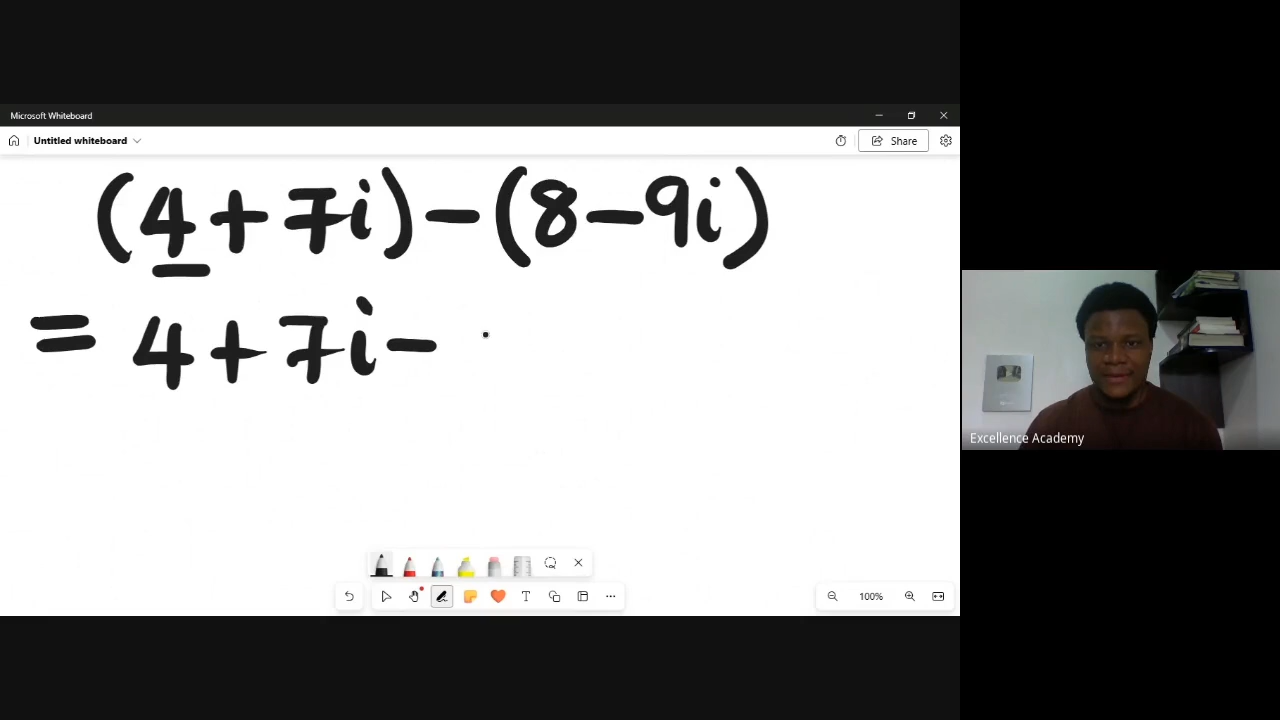 Microsoft Whiteboard
Untitled whiteboard
Share
(4+7i)-(8-9i)
= 4+7i-
Excellence Academy
T
100%